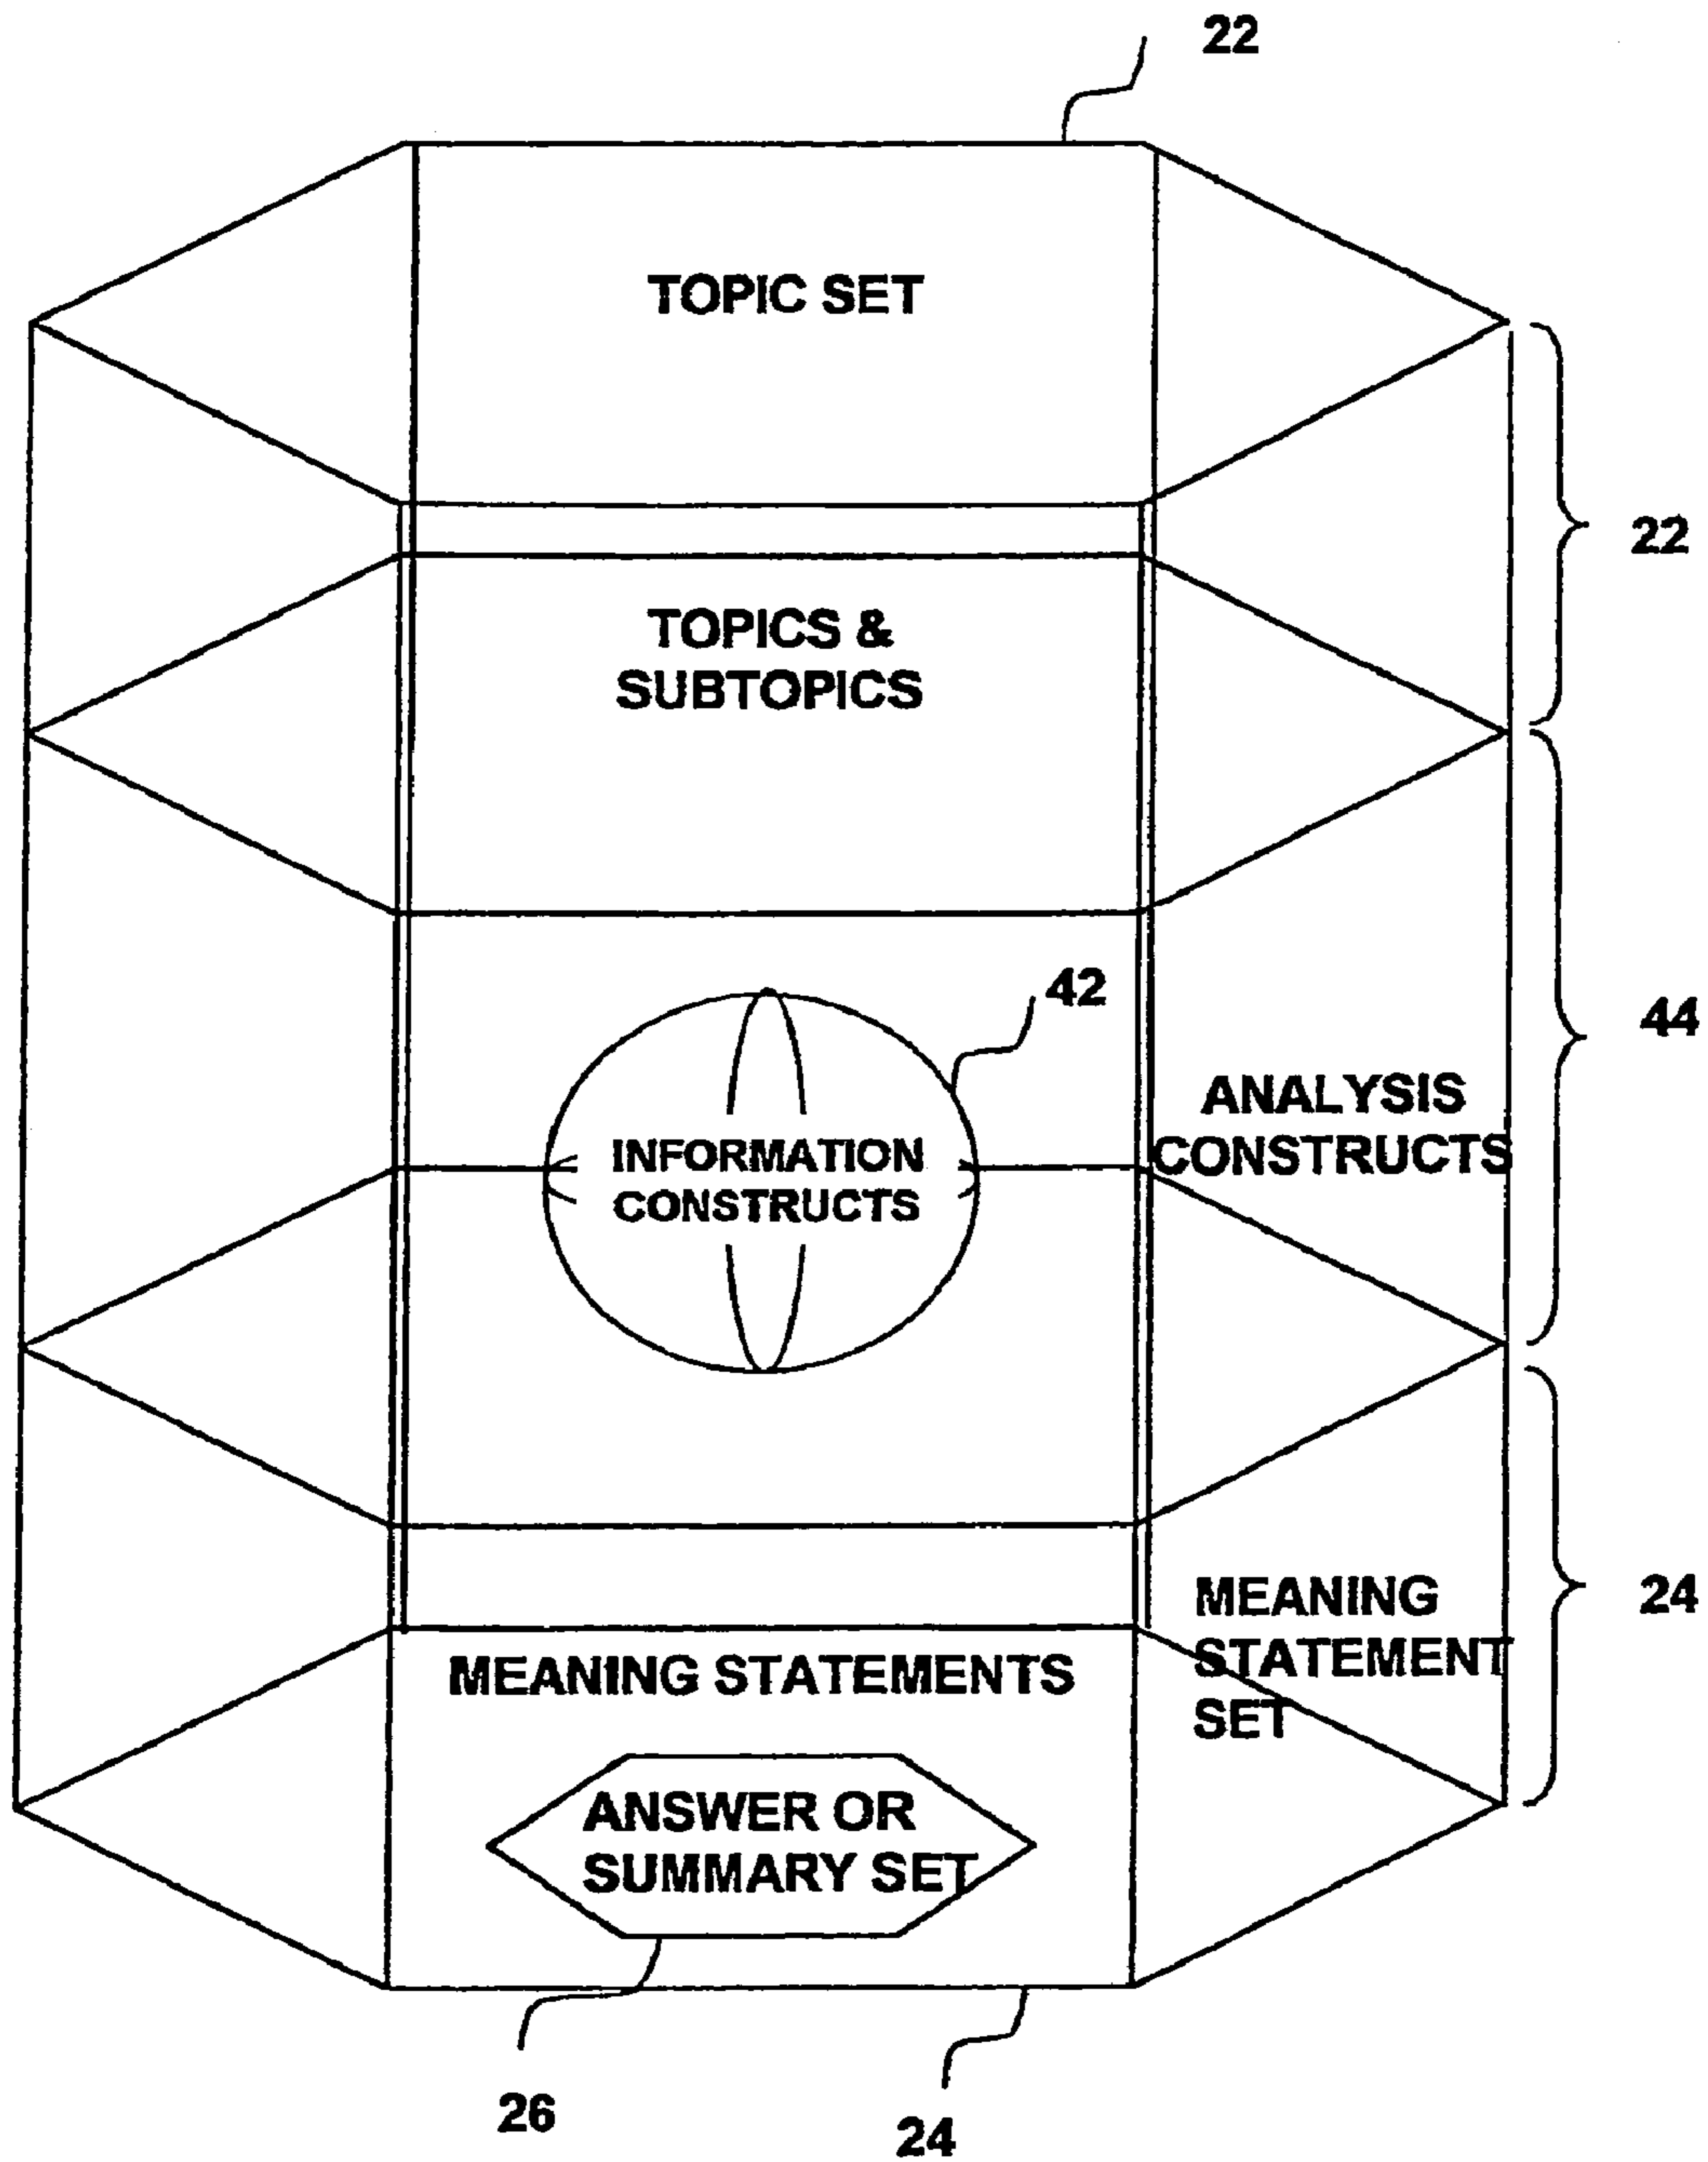 22
TOPIC SET
22
TOPICS &
SUBTOPICS
42
44
ANALYSIS
CONSTRUCTS
INFORMATION
CONSTRUCTS
MEANING
STATEMENT
SET
24
MEANING STATEMENTS
ANSWER OR
SUMMARY SET
26
24